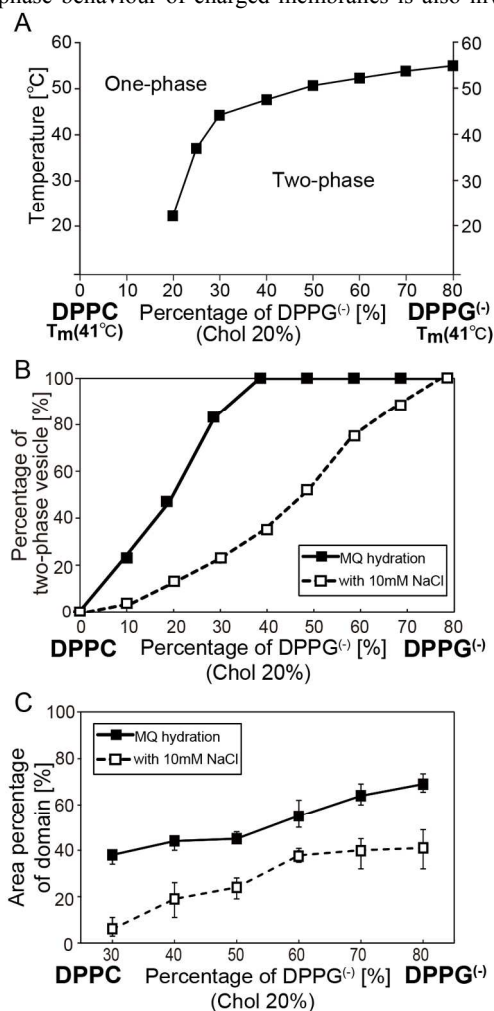 phase behaviour of charged membranes is also
A
60
60
One-phase
50
50
Temperature [℃]
40
40
Two-phase
30
30
20
20
0 10 20 30 40 50 60 70 80
DPPC Percentage of DPPG(-) [%] DPPG(-)
Tm(41℃) (Chol 20%) Tm(41℃)
B
100
80
Percentage of
two-phase vesicle [%]
60
40
MQ hydration
20
with 10mM NaCl
0
0 10 20 30 40 50 60 70 80
DPPC Percentage of DPPG(-) [%] DPPG(-)
(Chol 20%)
C
100
MQ hydration
80
with 10mM NaCl
Area percentage
of domain [%]
60
40
20
0
30 40 50 60 70 80
DPPC Percentage of DPPG(-) [%] DPPG(-)
(Chol 20%)